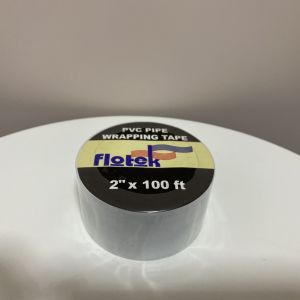 PVC PIPE
WRAPPING TAPE
Flotek
2" x 100 ft